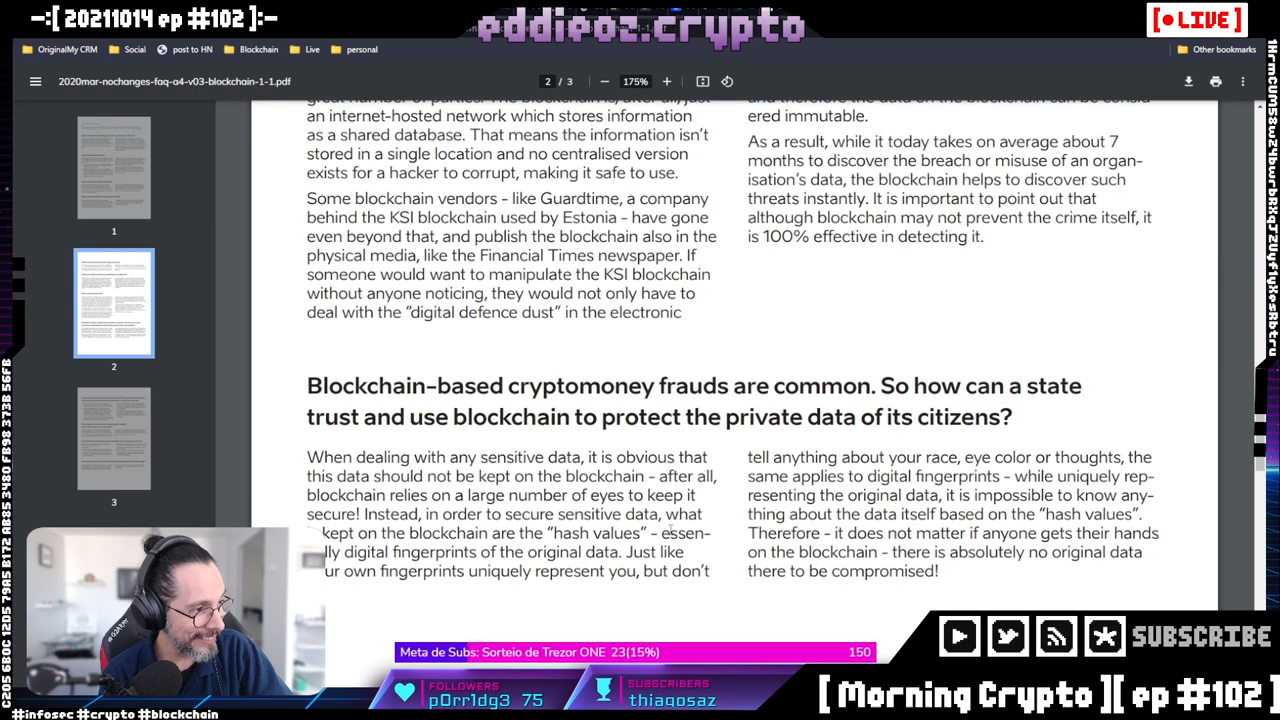 -:[ 20211014 ep #102 ]:-
eddieoz.crypto
[● LIVE]
OriginalMy CRM
Social
post to HN
Blockchain
Live
personal
Other bookmarks
2020mar-nochanges-faq-a4-v03-blockchain-1-1.pdf
2 / 3
175%
1
2
3
an internet-hosted network which stores information
as a shared database. That means the information isn't
stored in a single location and no centralised version
exists for a hacker to corrupt, making it safe to use.
Some blockchain vendors - like Guardtime, a company
behind the KSI blockchain used by Estonia - have gone
even beyond that, and publish the blockchain also in the
physical media, like the Financial Times newspaper. If
someone would want to manipulate the KSI blockchain
without anyone noticing, they would not only have to
deal with the "digital defence dust" in the electronic
ered immutable.
As a result, while it today takes on average about 7
months to discover the breach or misuse of an organ-
isation's data, the blockchain helps to discover such
threats instantly. It is important to point out that
although blockchain may not prevent the crime itself, it
is 100% effective in detecting it.
Blockchain-based cryptomoney frauds are common. So how can a state
trust and use blockchain to protect the private data of its citizens?
When dealing with any sensitive data, it is obvious that
this data should not be kept on the blockchain - after all,
blockchain relies on a large number of eyes to keep it
secure! Instead, in order to secure sensitive data, what
kept on the blockchain are the "hash values" - essen-
lly digital fingerprints of the original data. Just like
ur own fingerprints uniquely represent you, but don't
tell anything about your race, eye color or thoughts, the
same applies to digital fingerprints - while uniquely rep-
resenting the original data, it is impossible to know any-
thing about the data itself based on the "hash values".
Therefore - it does not matter if anyone gets their hands
on the blockchain - there is absolutely no original data
there to be compromised!
Meta de Subs: Sorteio de Trezor ONE 23(15%)
150
FOLLOWERS
p0rr1dg3_75
SUBSCRIBERS
thiagosaz
SUBSCRIBE
[ Morning Crypto ][ ep #102 ]
#infosec #crypto #blockchain